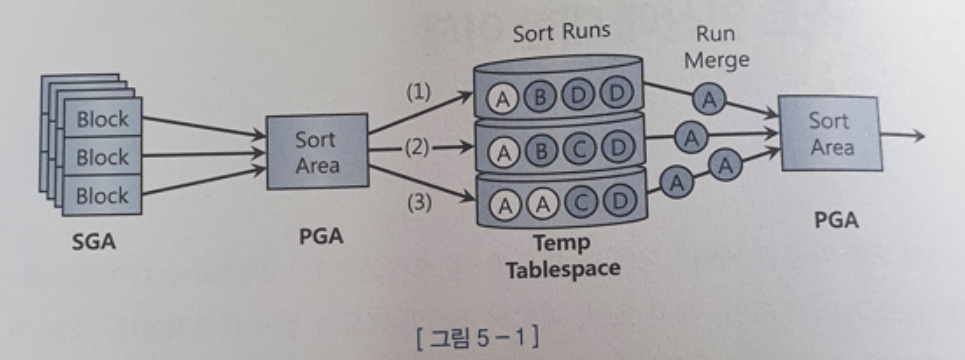 Sort Runs
Run
Merge
Block
Block
Block
SGA
Sort
Area
PGA
(1)
(2)
(3)
A B D D
A B C D
A A C D
Temp
Tablespace
A
A
A
A
Sort
Area
PGA
[그림 5-1]